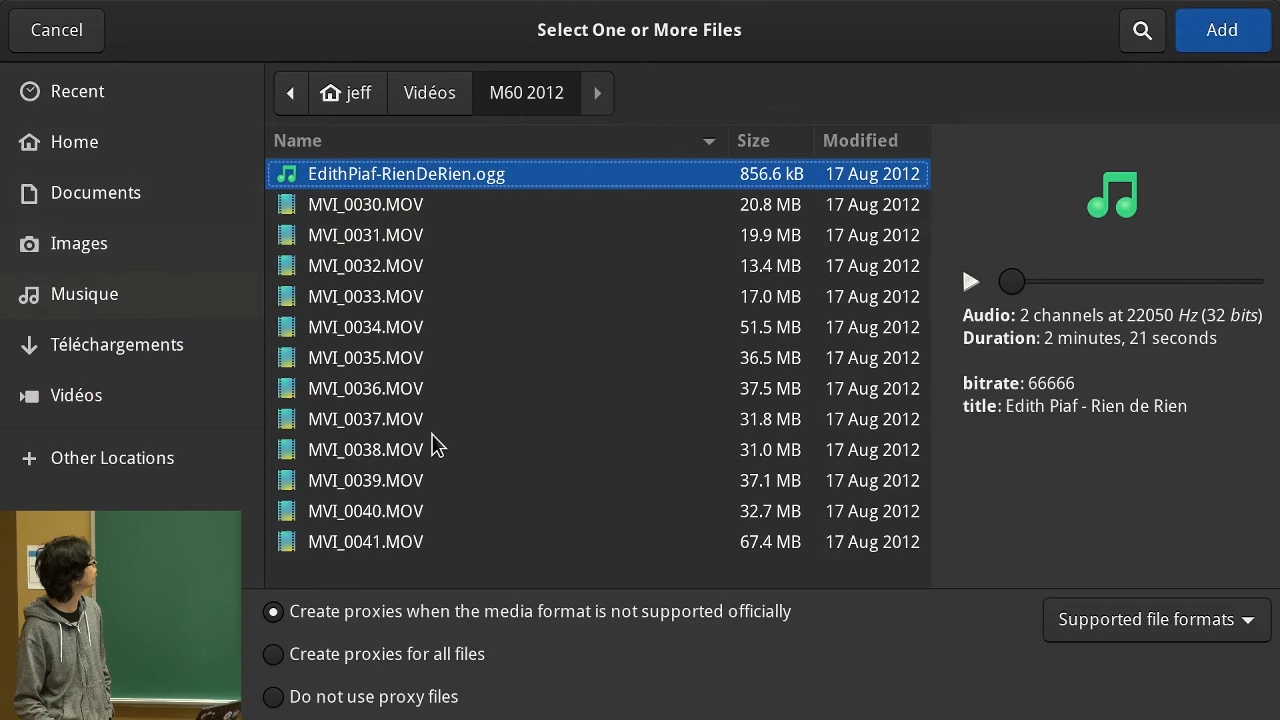 Cancel
Select One or More Files
Add
Recent
Home
Documents
Images
Musique
Téléchargements
Vidéos
Other Locations
jeff Vidéos M60 2012
Name Size Modified
EdithPiaf-RienDeRien.ogg 856.6 kB 17 Aug 2012
MVI_0030.MOV 20.8 MB 17 Aug 2012
MVI_0031.MOV 19.9 MB 17 Aug 2012
MVI_0032.MOV 13.4 MB 17 Aug 2012
MVI_0033.MOV 17.0 MB 17 Aug 2012
MVI_0034.MOV 51.5 MB 17 Aug 2012
MVI_0035.MOV 36.5 MB 17 Aug 2012
MVI_0036.MOV 37.5 MB 17 Aug 2012
MVI_0037.MOV 31.8 MB 17 Aug 2012
MVI_0038.MOV 31.0 MB 17 Aug 2012
MVI_0039.MOV 37.1 MB 17 Aug 2012
MVI_0040.MOV 32.7 MB 17 Aug 2012
MVI_0041.MOV 67.4 MB 17 Aug 2012
Audio: 2 channels at 22050 Hz (32 bits)
Duration: 2 minutes, 21 seconds
bitrate: 66666
title: Edith Piaf - Rien de Rien
Create proxies when the media format is not supported officially
Create proxies for all files
Do not use proxy files
Supported file formats